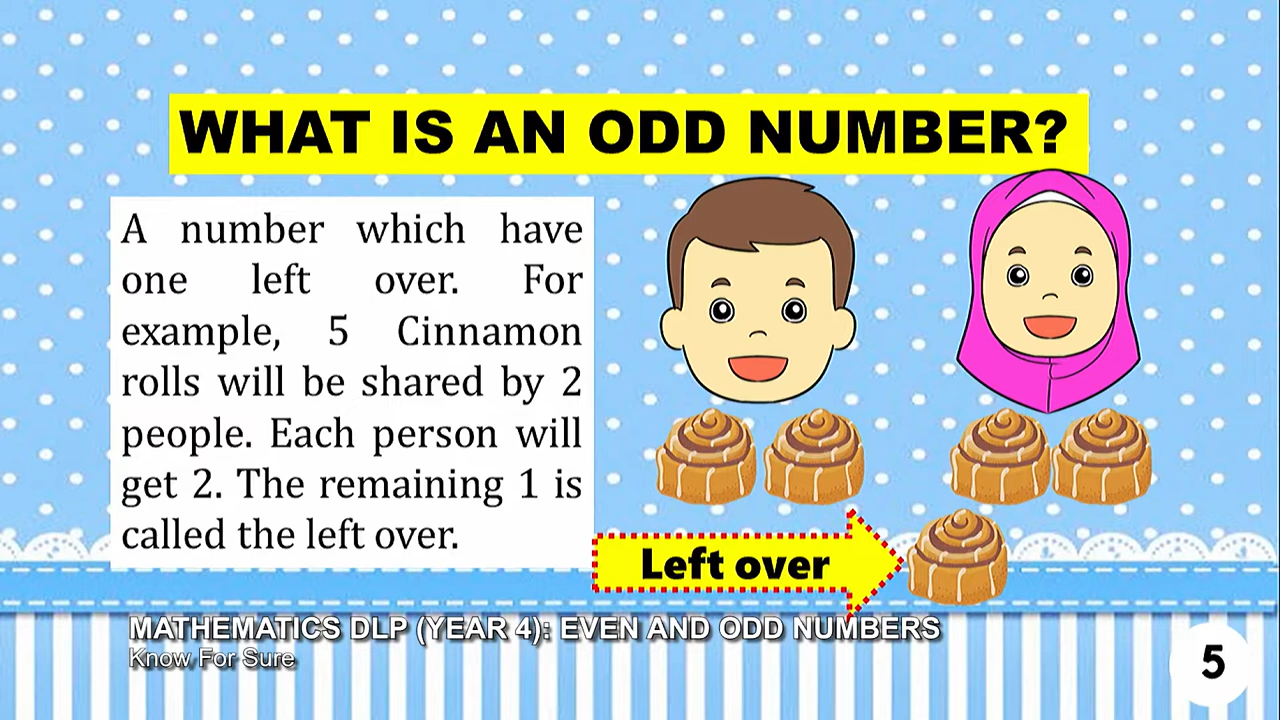 WHAT IS AN ODD NUMBER?
A number which have
one left over. For
example, 5 Cinnamon
rolls will be shared by 2
people. Each person will
get 2. The remaining 1 is
called the left over.
Left over
MATHEMATICS DLP (YEAR 4): EVEN AND ODD NUMBERS
Know For Sure
5